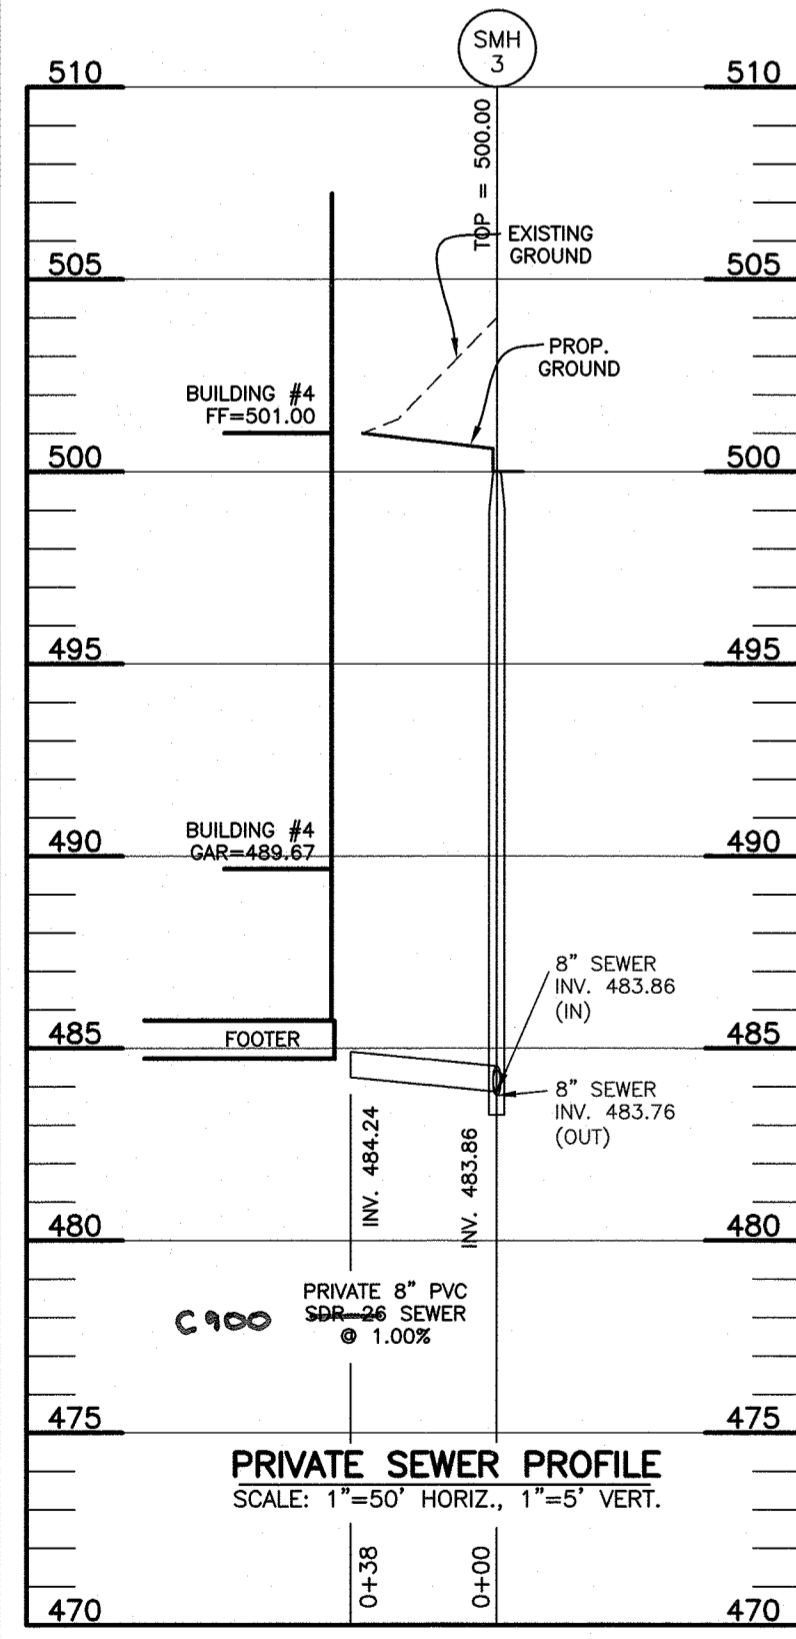 SMH
3
510
510
TOP = 500.00
EXISTING
GROUND
505
505
PROP.
GROUND
BUILDING #4
FF=501.00
500
500
495
495
BUILDING #4
GAR=489.67
490
490
8" SEWER
INV. 483.86
(IN)
485
485
FOOTER
8" SEWER
INV. 483.76
(OUT)
INV. 484.24
INV. 483.86
480
480
PRIVATE 8" PVC
C900
SDR-26 SEWER
@ 1.00%
475
475
PRIVATE SEWER PROFILE
SCALE: 1"=50' HORIZ., 1"=5' VERT.
0+38
0+00
470
470